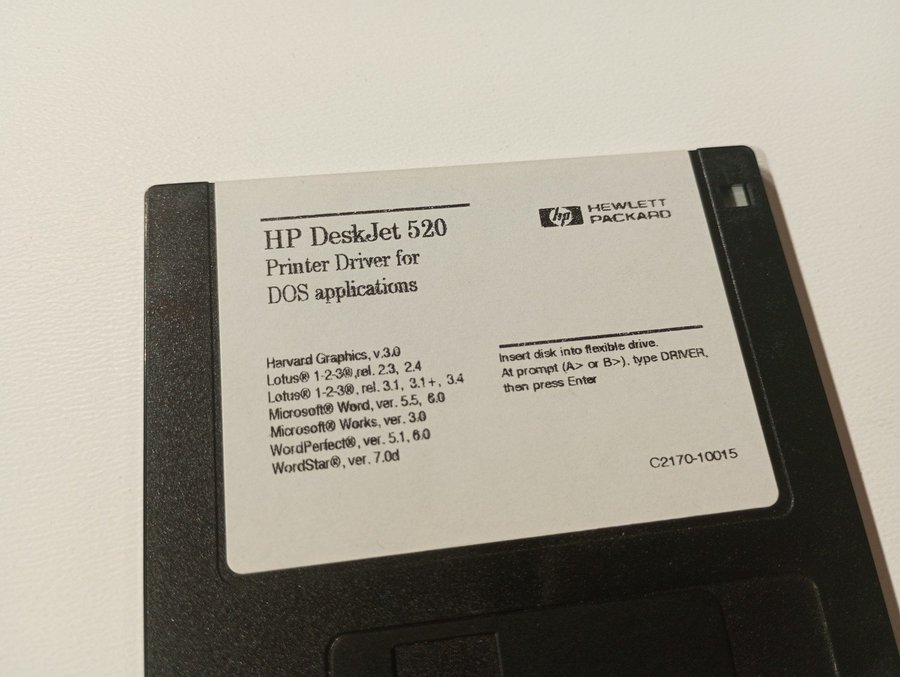 HP DeskJet 520
Printer Driver for
DOS applications
hp HEWLETT
PACKARD
Harvard Graphics, v.3.0
Lotus® 1-2-3®,rel. 2.3, 2.4
Lotus® 1-2-3®, rel. 3.1, 3.1+, 3.4
Microsoft® Word, ver. 5.5, 6.0
Microsoft® Works, ver. 3.0
WordPerfect®, ver. 5.1, 6.0
WordStar®, ver. 7.0d
Insert disk into flexible drive.
At prompt (A> or B>), type DRIVER,
then press Enter
C2170-10015